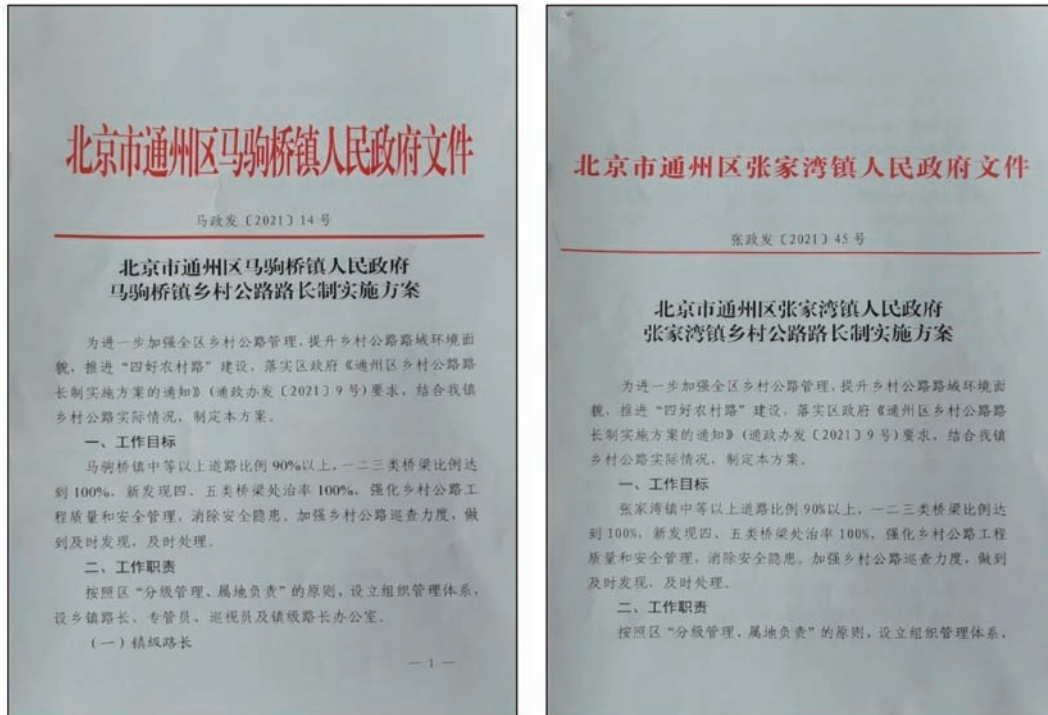 北京市通州区马驹桥镇人民政府文件
马政发〔2021〕14号
北京市通州区马驹桥镇人民政府
马驹桥镇乡村公路路长制实施方案
为进一步加强全区乡村公路管理,提升乡村公路路域环境面
貌,推进“四好农村路”建设,落实区政府《通州区乡村公路路
长制实施方案的通知》(通政办发〔2021〕9号)要求,结合我镇
乡村公路实际情况,制定本方案。
一、工作目标
马驹桥镇中等以上道路比例90%以上,一二三类桥梁比例达
到100%,新发现四、五类桥梁处治率100%,强化乡村公路工
程质量和安全管理,消除安全隐患。加强乡村公路巡查力度,做
到及时发现,及时处理。
二、工作职责
按照区“分级管理、属地负责”的原则,设立组织管理体系,
设乡镇路长、专管员、巡视员及镇级路长办公室。
(一)镇级路长
— 1 —
北京市通州区张家湾镇人民政府文件
张政发〔2021〕45号
北京市通州区张家湾镇人民政府
张家湾镇乡村公路路长制实施方案
为进一步加强全区乡村公路管理,提升乡村公路路域环境面
貌,推进“四好农村路”建设,落实区政府《通州区乡村公路路
长制实施方案的通知》(通政办发〔2021〕9号)要求,结合我镇
乡村公路实际情况,制定本方案。
一、工作目标
张家湾镇中等以上道路比例90%以上,一二三类桥梁比例达
到100%,新发现四、五类桥梁处治率100%,强化乡村公路工程
质量和安全管理,消除安全隐患。加强乡村公路巡查力度,做到
及时发现,及时处理。
二、工作职责
按照区“分级管理、属地负责”的原则,设立组织管理体系,